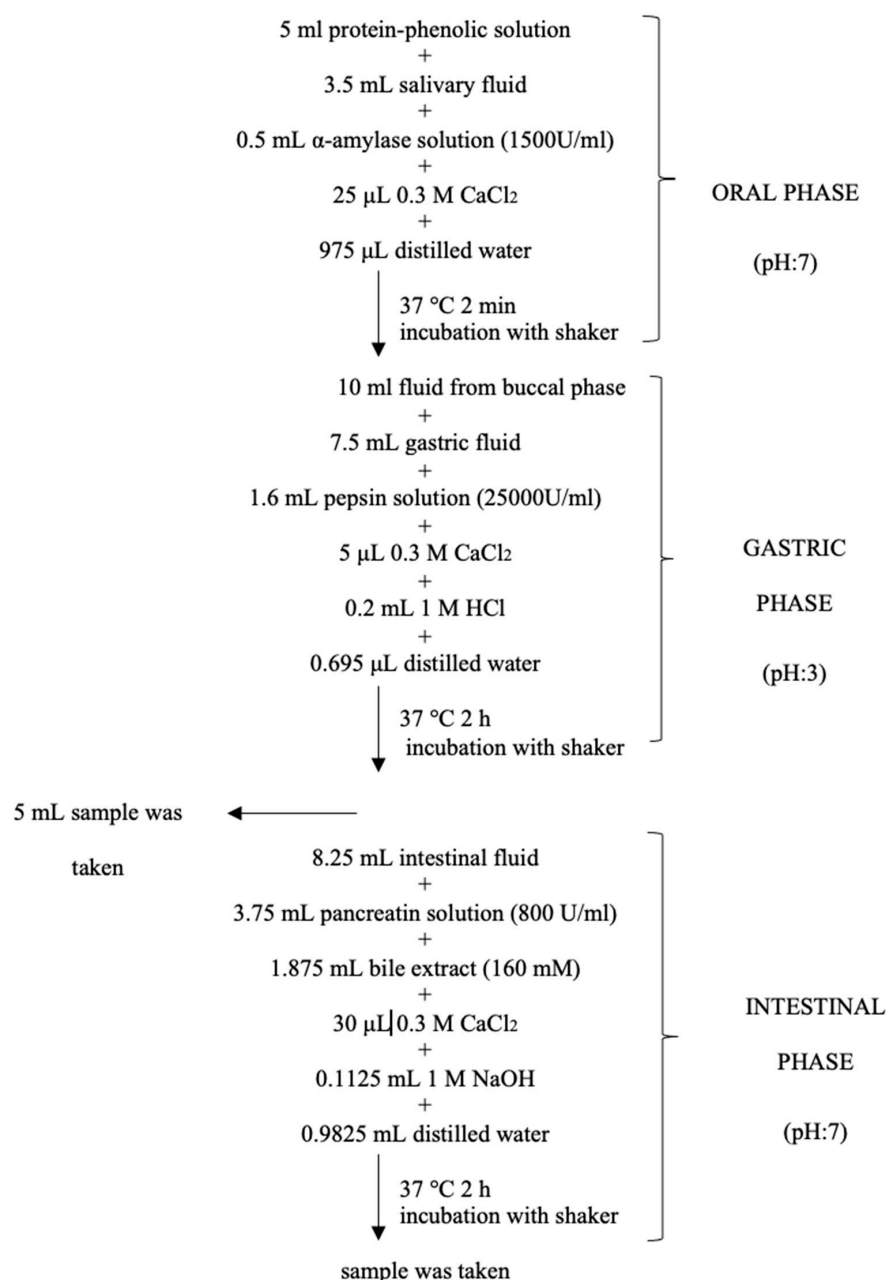 5 ml protein-phenolic solution
+
3.5 mL salivary fluid
+
0.5 mL α-amylase solution (1500U/ml)
+
25 µL 0.3 M CaCl2
+
975 µL distilled water
37 °C 2 min
incubation with shaker
ORAL PHASE
(pH:7)
10 ml fluid from buccal phase
+
7.5 mL gastric fluid
+
1.6 mL pepsin solution (25000U/ml)
+
5 µL 0.3 M CaCl2
+
0.2 mL 1 M HCl
+
0.695 µL distilled water
37 °C 2 h
incubation with shaker
GASTRIC
PHASE
(pH:3)
5 mL sample was
taken
8.25 mL intestinal fluid
+
3.75 mL pancreatin solution (800 U/ml)
+
1.875 mL bile extract (160 mM)
+
30 µL 0.3 M CaCl2
+
0.1125 mL 1 M NaOH
+
0.9825 mL distilled water
37 °C 2 h
incubation with shaker
INTESTINAL
PHASE
(pH:7)
sample was taken